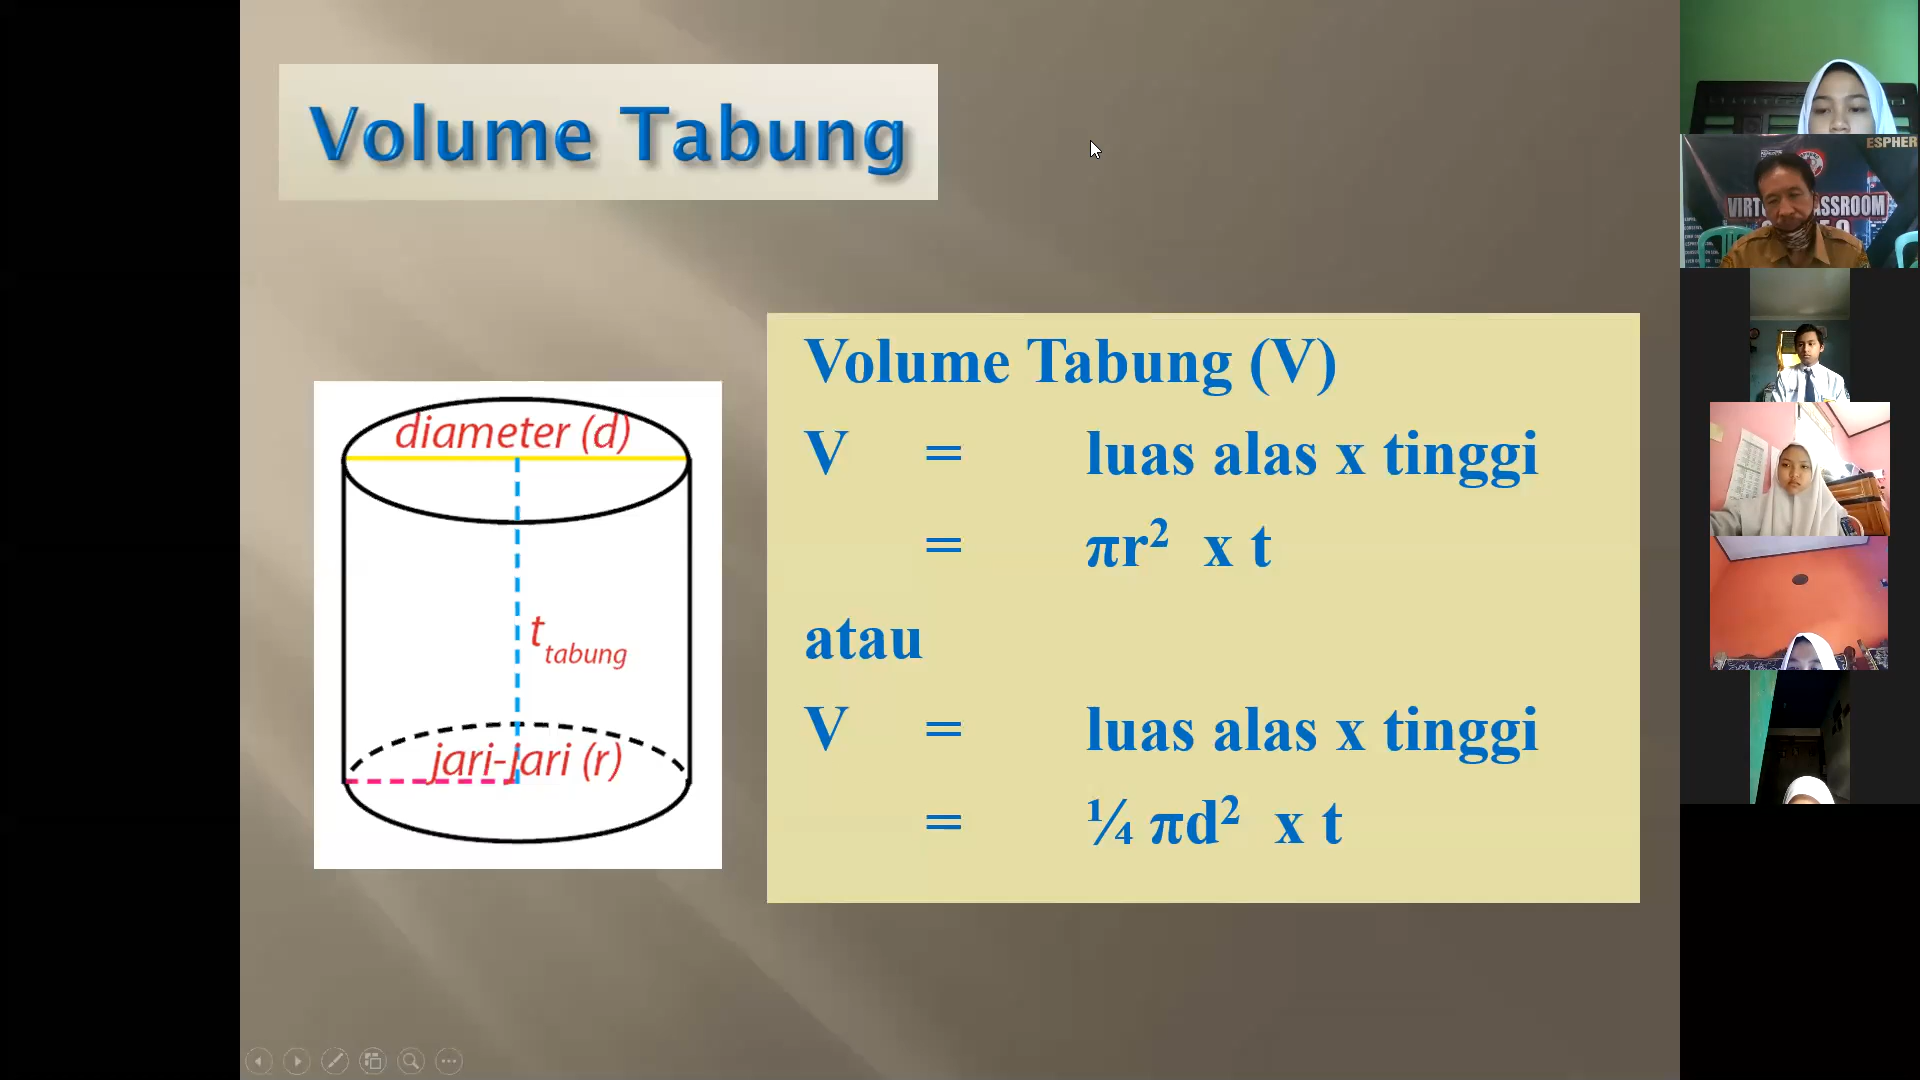 Volume Tabung
diameter (d)
t tabung
jari-jari (r)
Volume Tabung (V)
V = luas alas x tinggi
= πr² x t
atau
V = luas alas x tinggi
= ¼ πd² x t
ESPHER